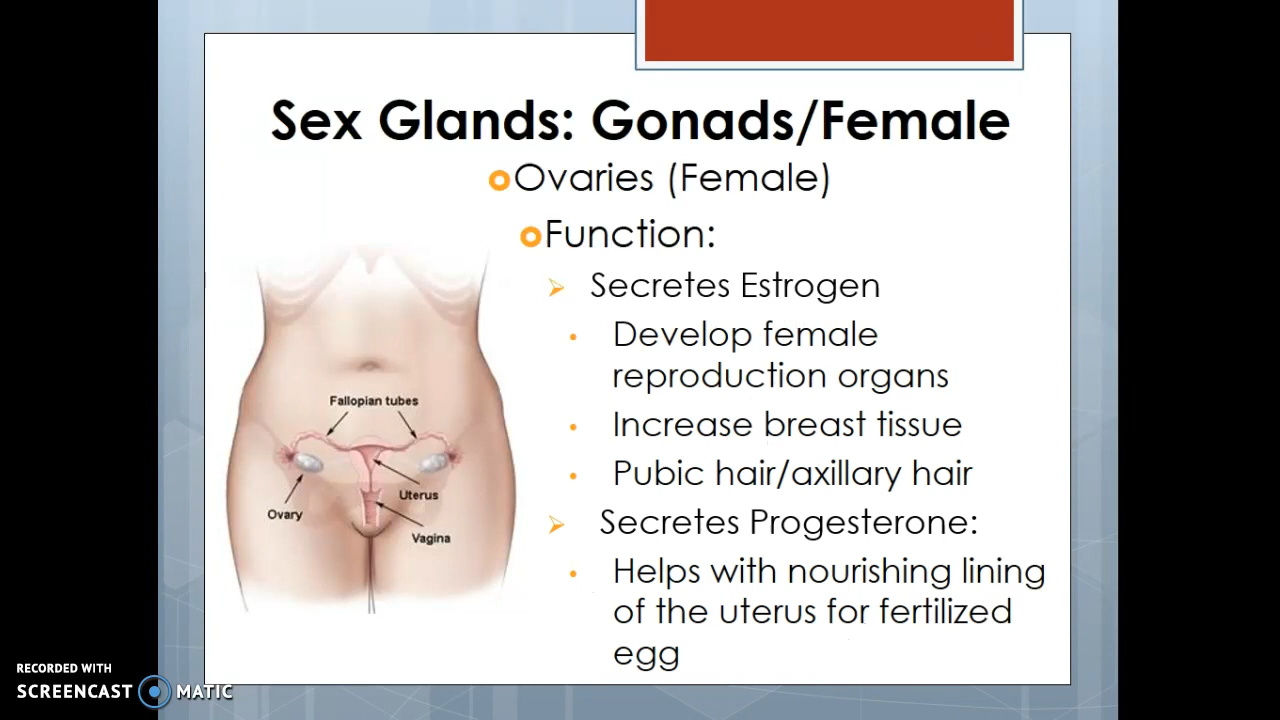 Sex Glands: Gonads/Female
Ovaries (Female)
Function:
Secretes Estrogen
Develop female
reproduction organs
Increase breast tissue
Pubic hair/axillary hair
Secretes Progesterone:
Helps with nourishing lining
of the uterus for fertilized
egg
Fallopian tubes
Uterus
Ovary
Vagina
RECORDED WITH
SCREENCAST MATIC